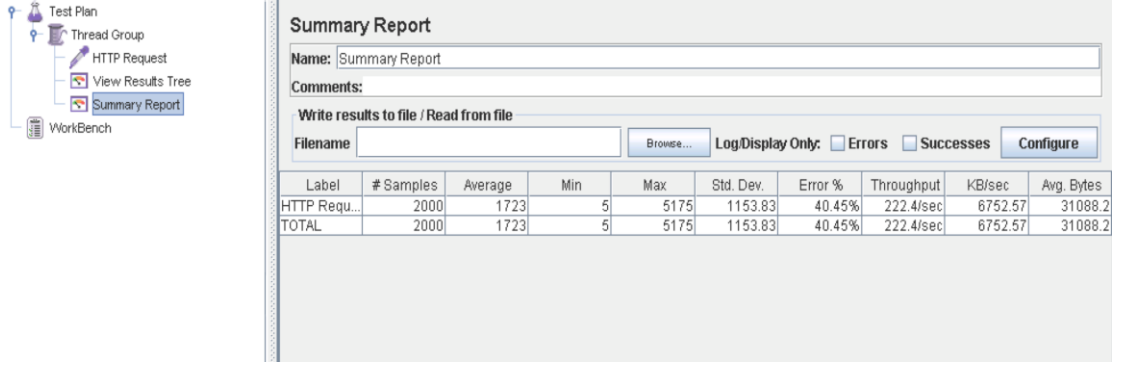 Test Plan
Thread Group
HTTP Request
View Results Tree
Summary Report
WorkBench
Summary Report
Name: Summary Report
Comments:
Write results to file / Read from file
Filename Browse... Log/Display Only: Errors Successes Configure
Label # Samples Average Min Max Std. Dev. Error % Throughput KB/sec Avg. Bytes
HTTP Requ... 2000 1723 5 5175 1153.83 40.45% 222.4/sec 6752.57 31088.2
TOTAL 2000 1723 5 5175 1153.83 40.45% 222.4/sec 6752.57 31088.2